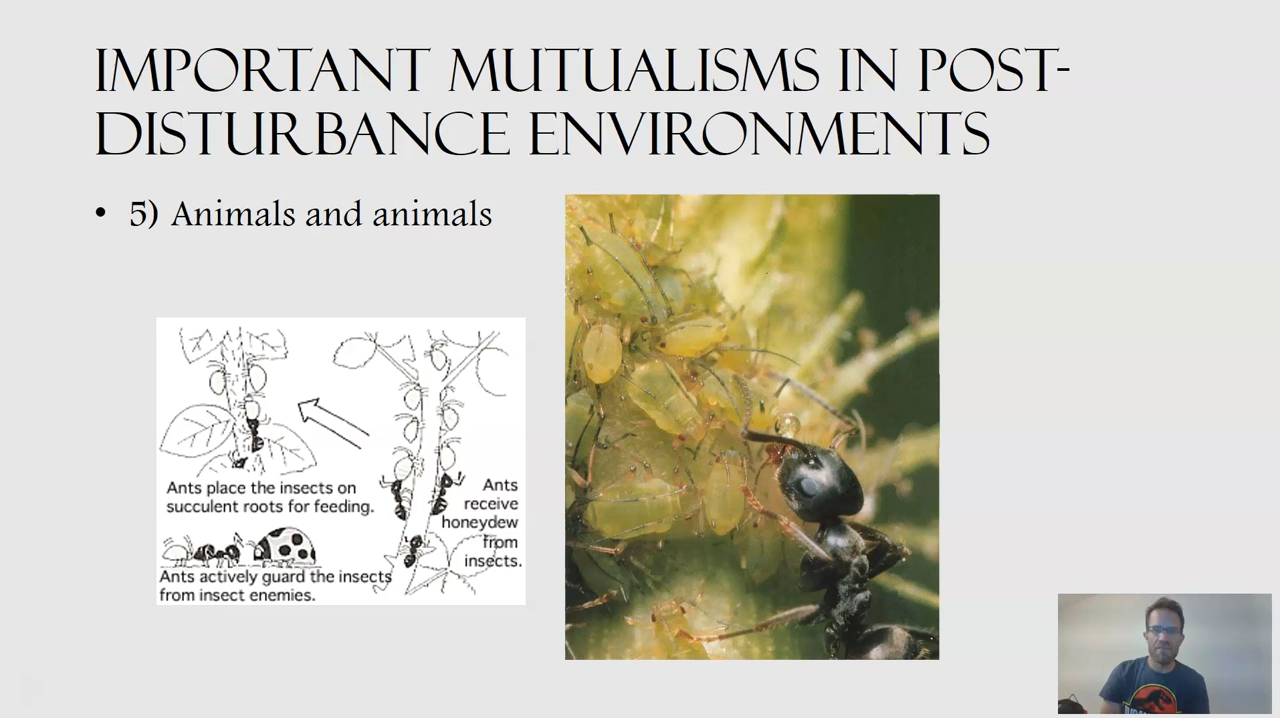 IMPORTANT MUTUALISMS IN POST-
DISTURBANCE ENVIRONMENTS
• 5) Animals and animals
Ants place the insects on
succulent roots for feeding.
Ants
receive
honeydew
from
insects.
Ants actively guard the insects
from insect enemies.